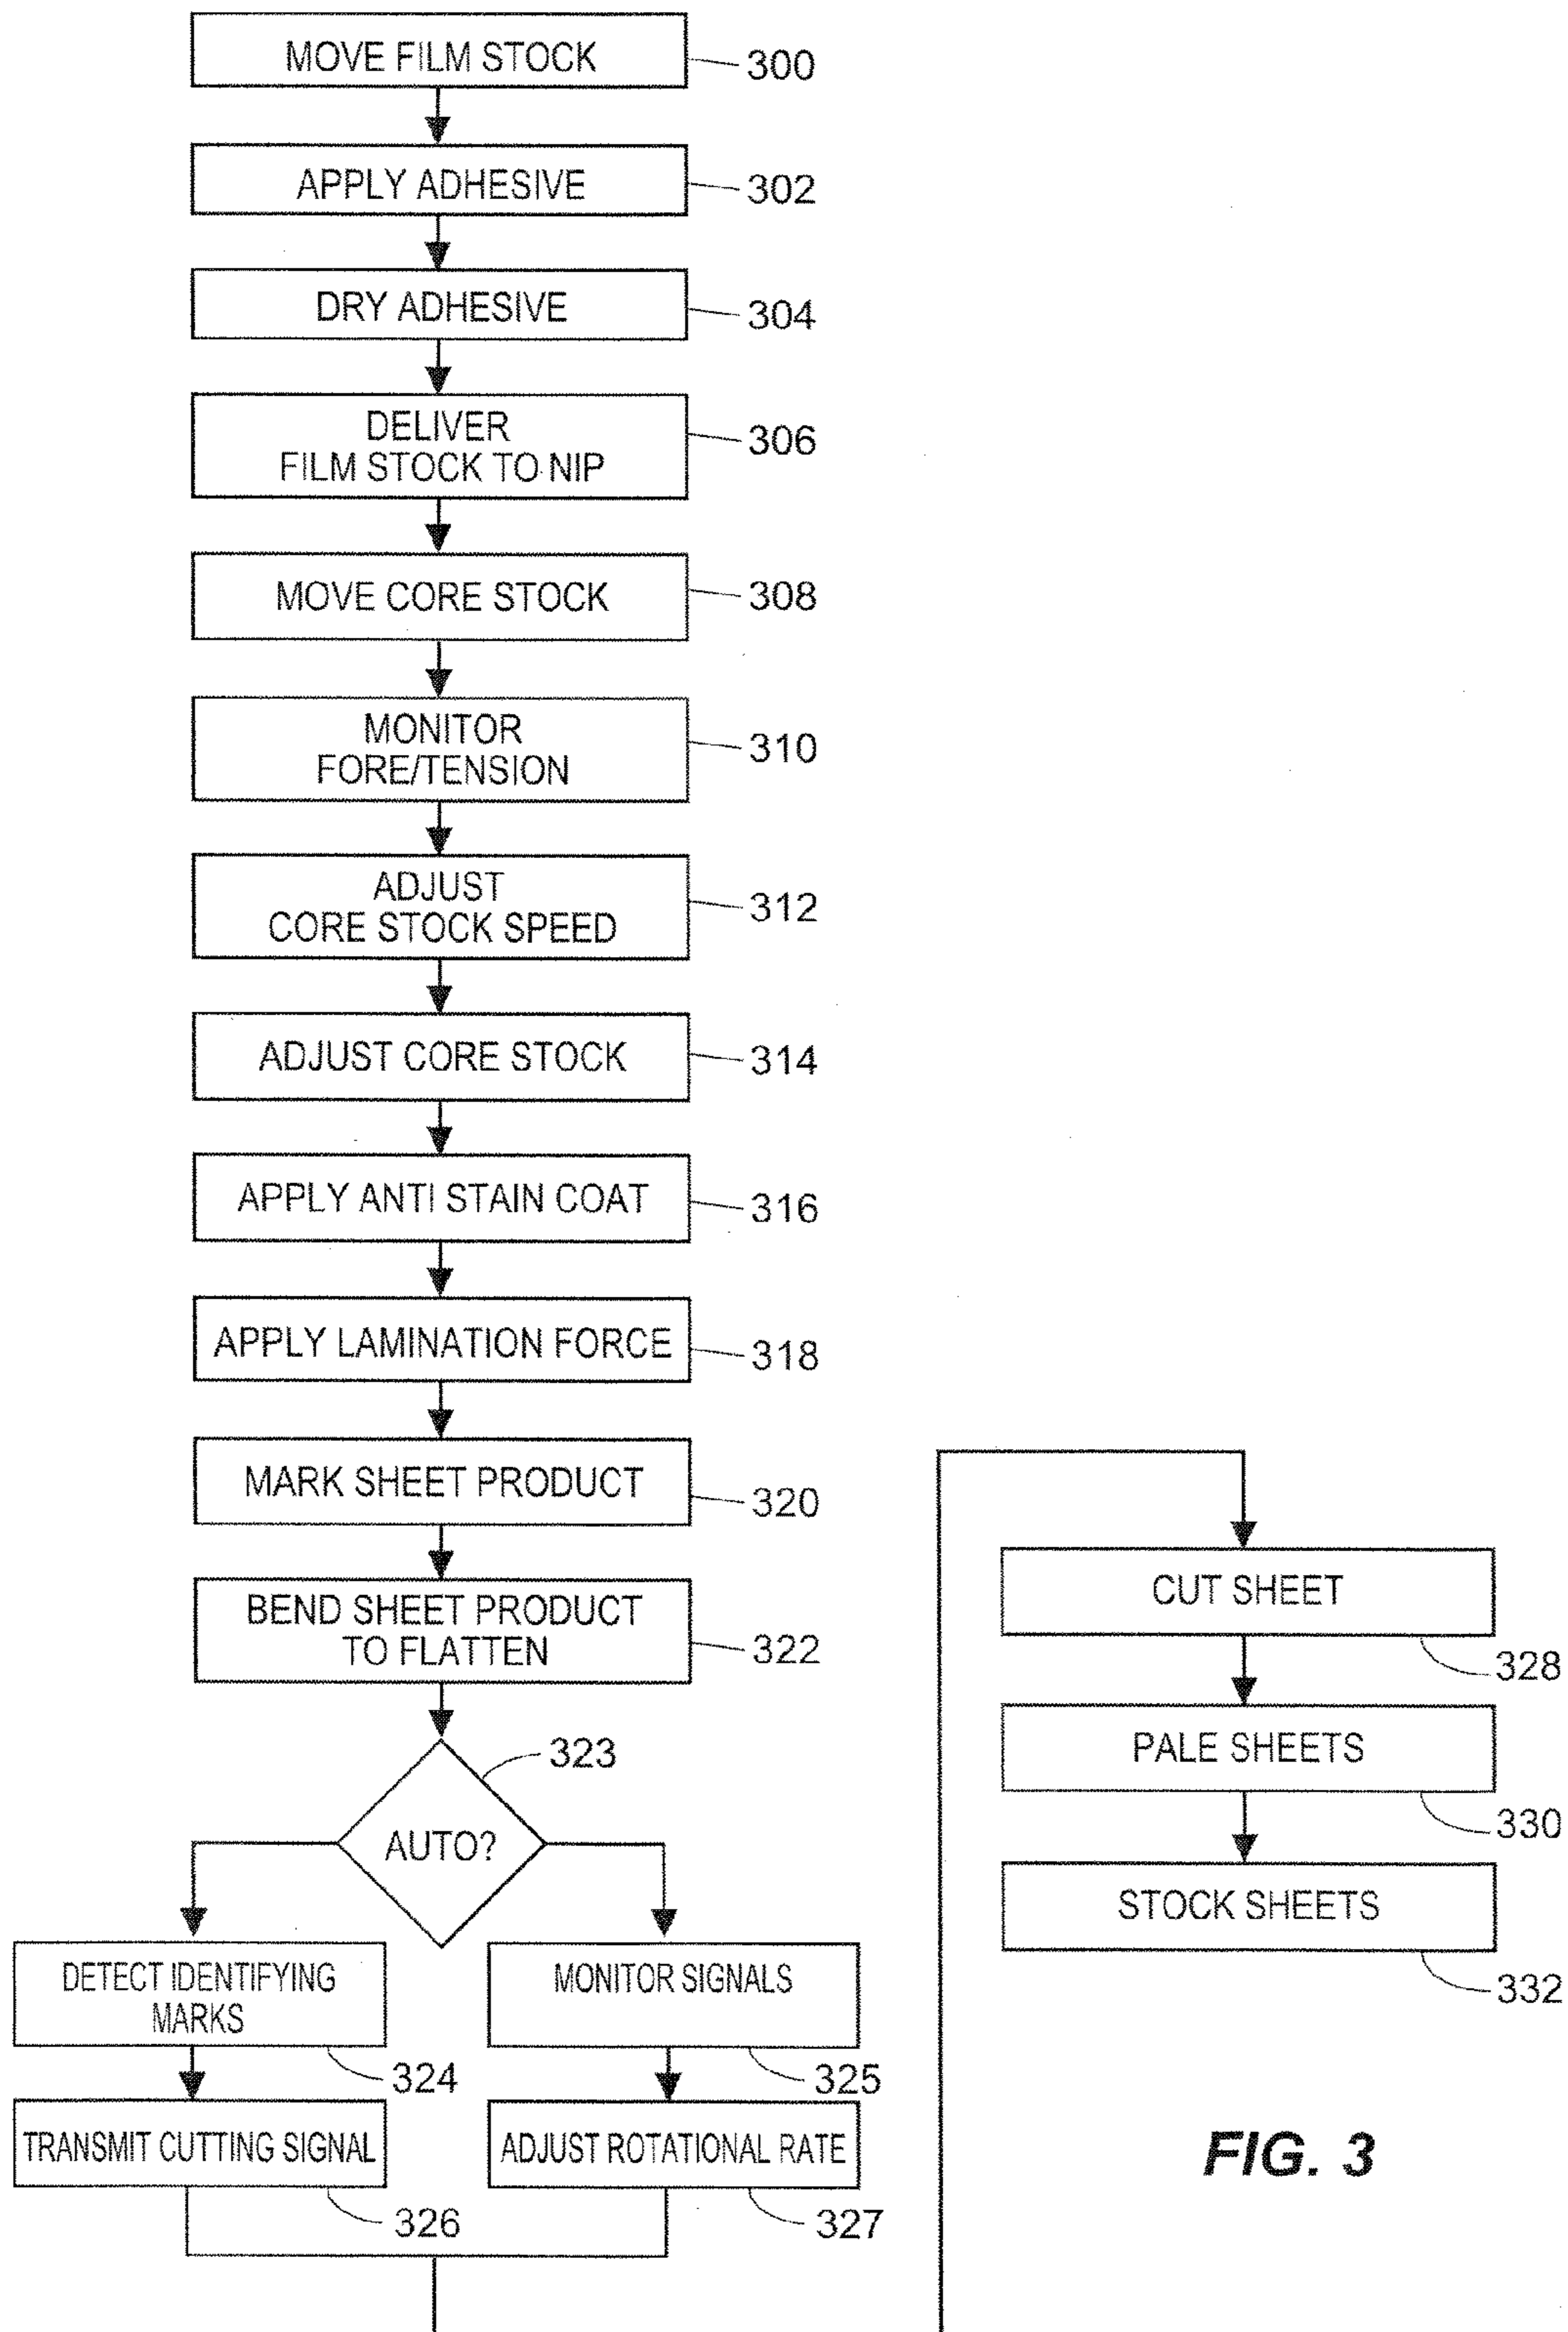 MOVE FILM STOCK
300
APPLY ADHESIVE
302
DRY ADHESIVE
304
DELIVER
FILM STOCK TO NIP
306
MOVE CORE STOCK
308
MONITOR
FORE/TENSION
310
ADJUST
CORE STOCK SPEED
312
ADJUST CORE STOCK
314
APPLY ANTI STAIN COAT
316
APPLY LAMINATION FORCE
318
MARK SHEET PRODUCT
320
BEND SHEET PRODUCT
TO FLATTEN
322
323
AUTO?
DETECT IDENTIFYING
MARKS
324
TRANSMIT CUTTING SIGNAL
326
MONITOR SIGNALS
325
ADJUST ROTATIONAL RATE
327
CUT SHEET
328
PALE SHEETS
330
STOCK SHEETS
332
FIG. 3